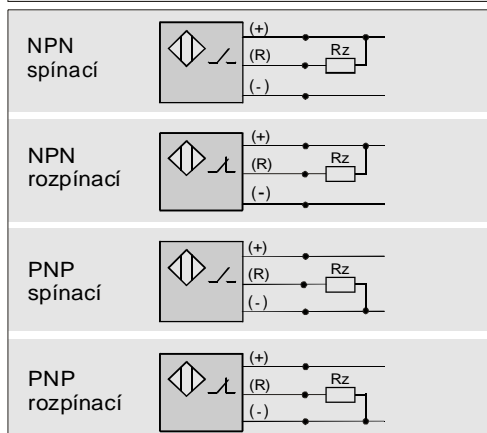 NPN
spínací
(+)
(R)
(-)
Rz
NPN
rozpínací
(+)
(R)
(-)
Rz
PNP
spínací
(+)
(R)
(-)
Rz
PNP
rozpínací
(+)
(R)
(-)
Rz